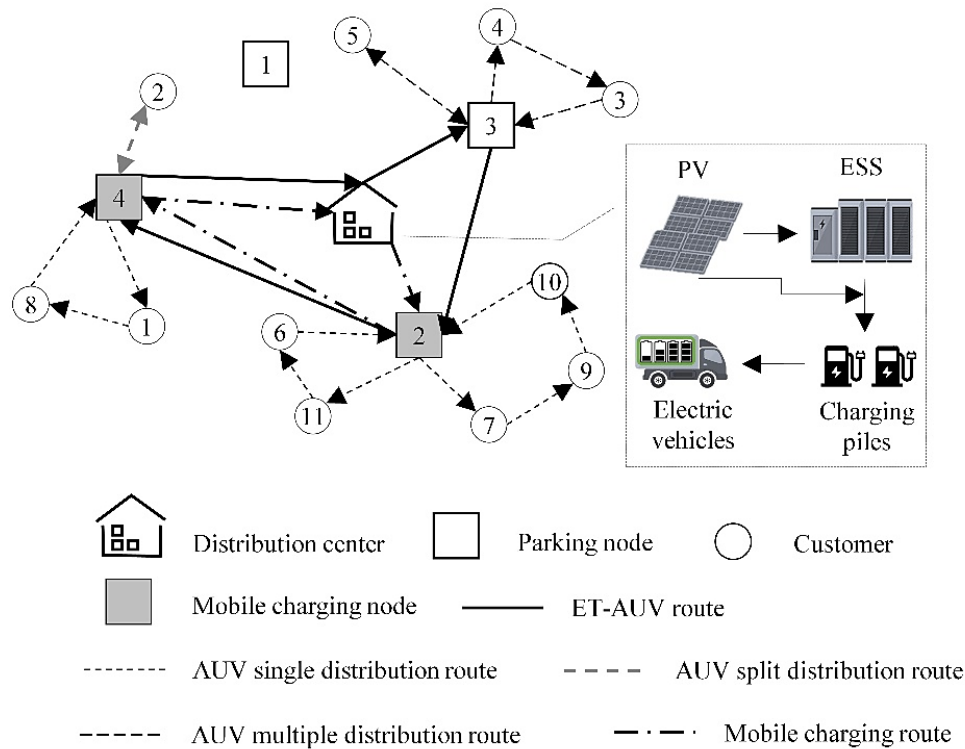 5
4
1
2
3
3
PV
ESS
4
10
8
1
6
2
9
11
7
Electric
vehicles
Charging
piles
Distribution center
Parking node
Customer
Mobile charging node
ET-AUV route
AUV single distribution route
AUV split distribution route
AUV multiple distribution route
Mobile charging route